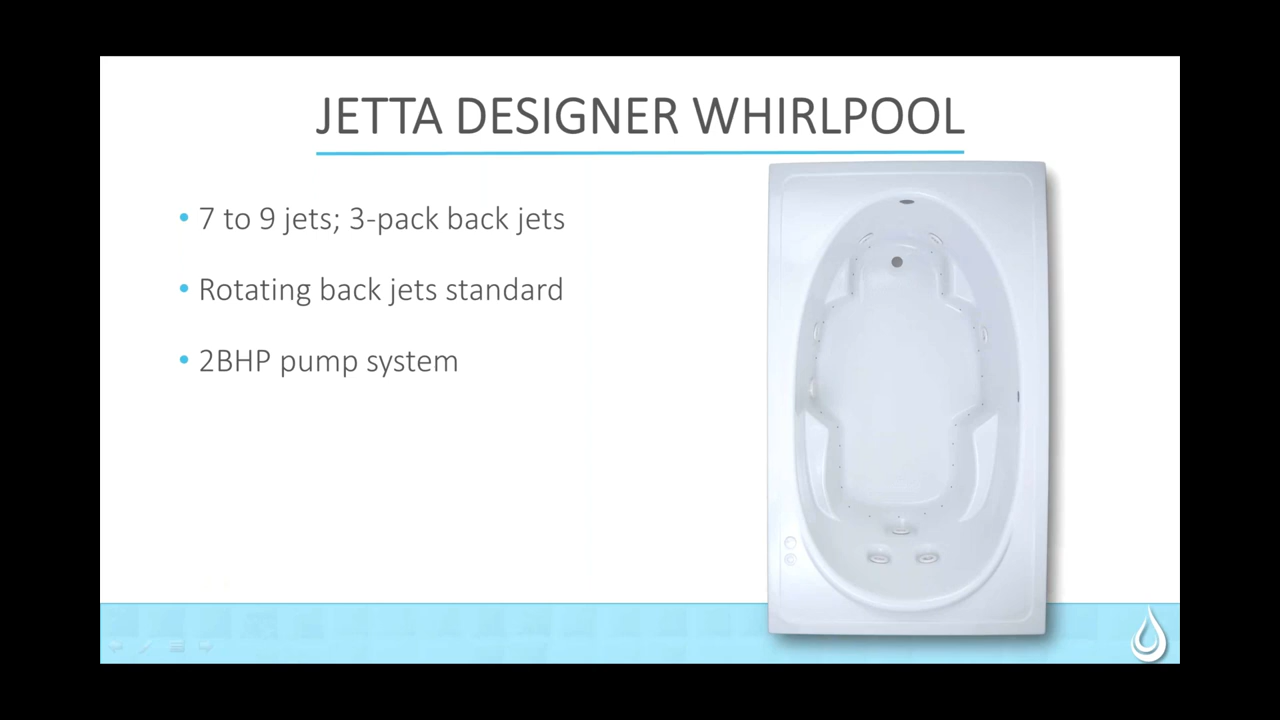 JETTA DESIGNER WHIRLPOOL
• 7 to 9 jets; 3-pack back jets
• Rotating back jets standard
• 2BHP pump system